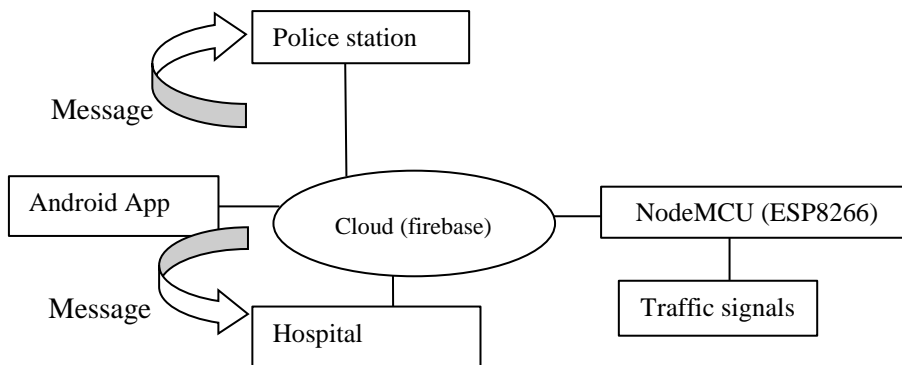 Police station
Message
Android App
Cloud (firebase)
NodeMCU (ESP8266)
Message
Traffic signals
Hospital